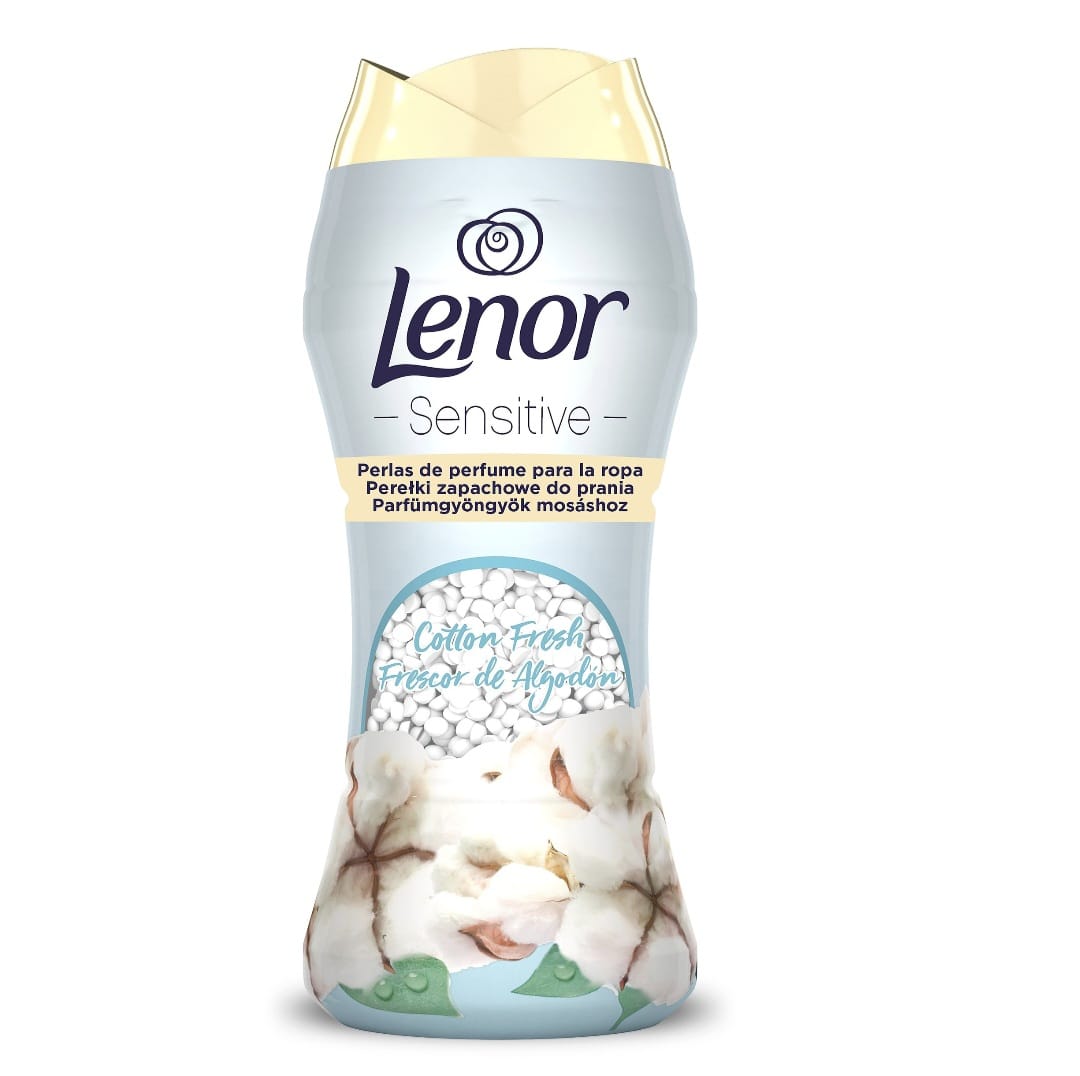 Lenor
– Sensitive –
Perlas de perfume para la ropa
Perełki zapachowe do prania
Parfümgyöngyök mosáshoz
Cotton Fresh
Frescor de Algodón